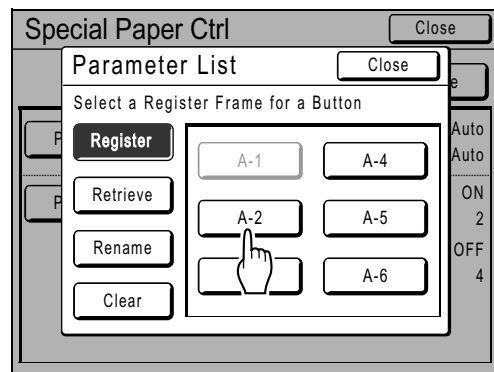 Special Paper Ctrl
Close
Parameter List
Close
e
Select a Register Frame for a Button
P
Register
A-1
A-4
Auto
Auto
P
Retrieve
A-2
A-5
ON
2
Rename
OFF
A-6
4
Clear